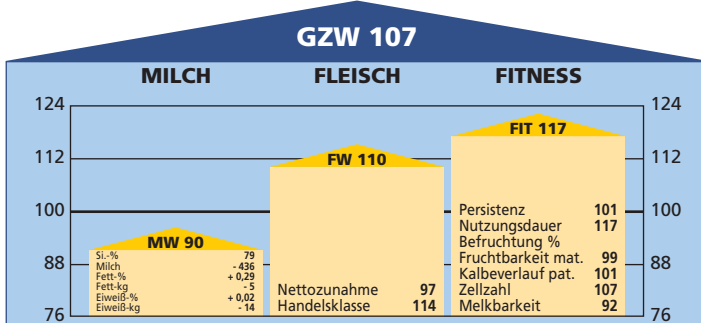 GZW 107
MILCH FLEISCH FITNESS
124 124
112 112
100 100
88 88
76 76
MW 90
Si.-% 79
Milch - 436
Fett-% + 0,29
Fett-kg - 5
Eiweiß-% + 0,02
Eiweiß-kg - 14
FW 110
Nettozunahme 97
Handelsklasse 114
FIT 117
Persistenz 101
Nutzungsdauer 117
Befruchtung %
Fruchtbarkeit mat. 99
Kalbeverlauf pat. 101
Zellzahl 107
Melkbarkeit 92